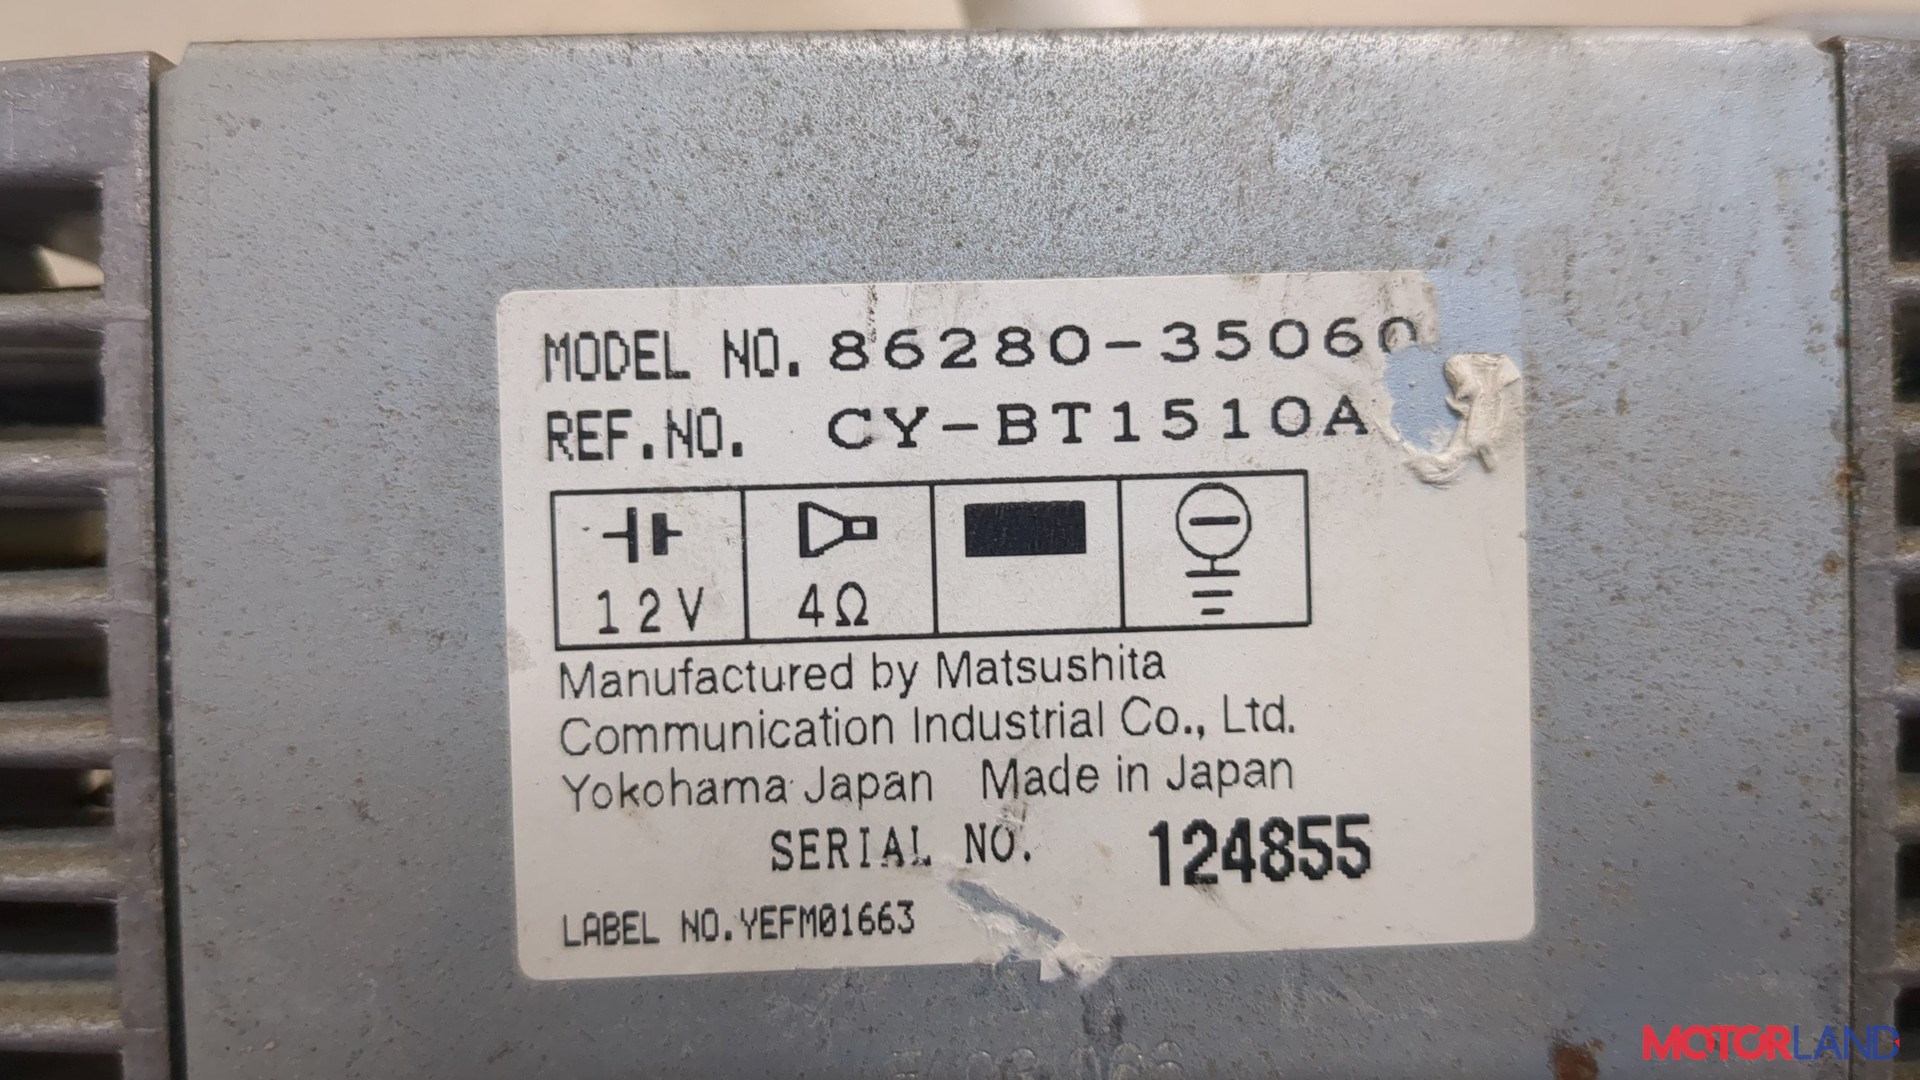 MODEL NO. 86280-35060
REF.NO. CY-BT1510A
12V 4Ω
Manufactured by Matsushita
Communication Industrial Co., Ltd.
Yokohama Japan Made in Japan
SERIAL NO. 124855
LABEL NO.YEFM01663
MOTORLAND